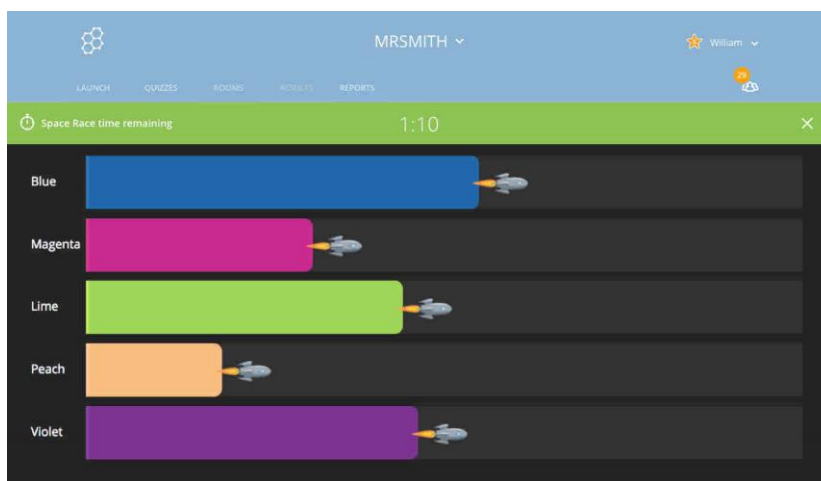 MRSMITH
William
LAUNCH QUIZZES ROOMS RESULTS REPORTS
29
Space Race time remaining 1:10
Blue
Magenta
Lime
Peach
Violet